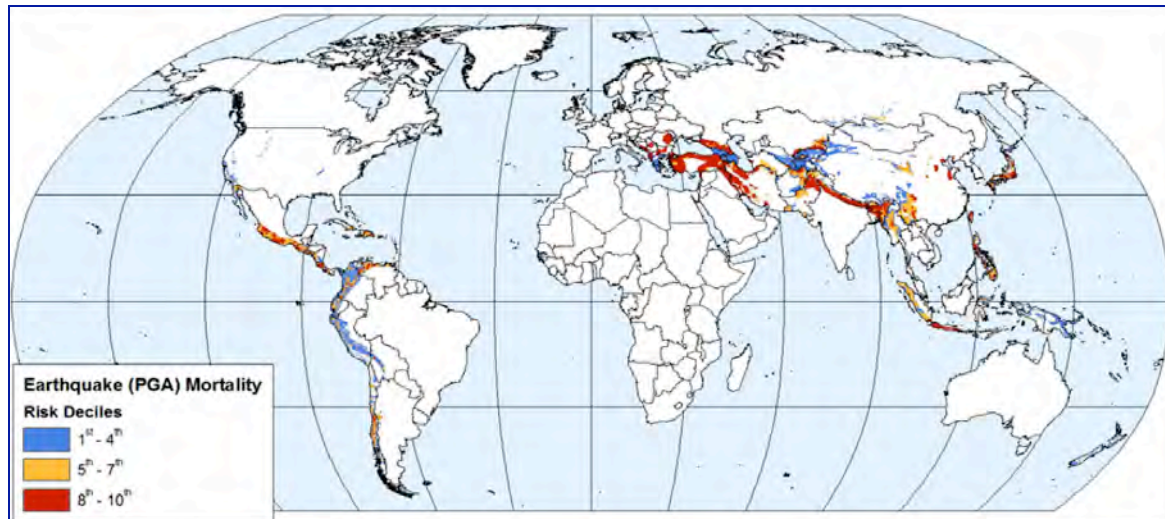 Earthquake (PGA) Mortality
Risk Deciles
1st - 4th
5th - 7th
8th - 10th